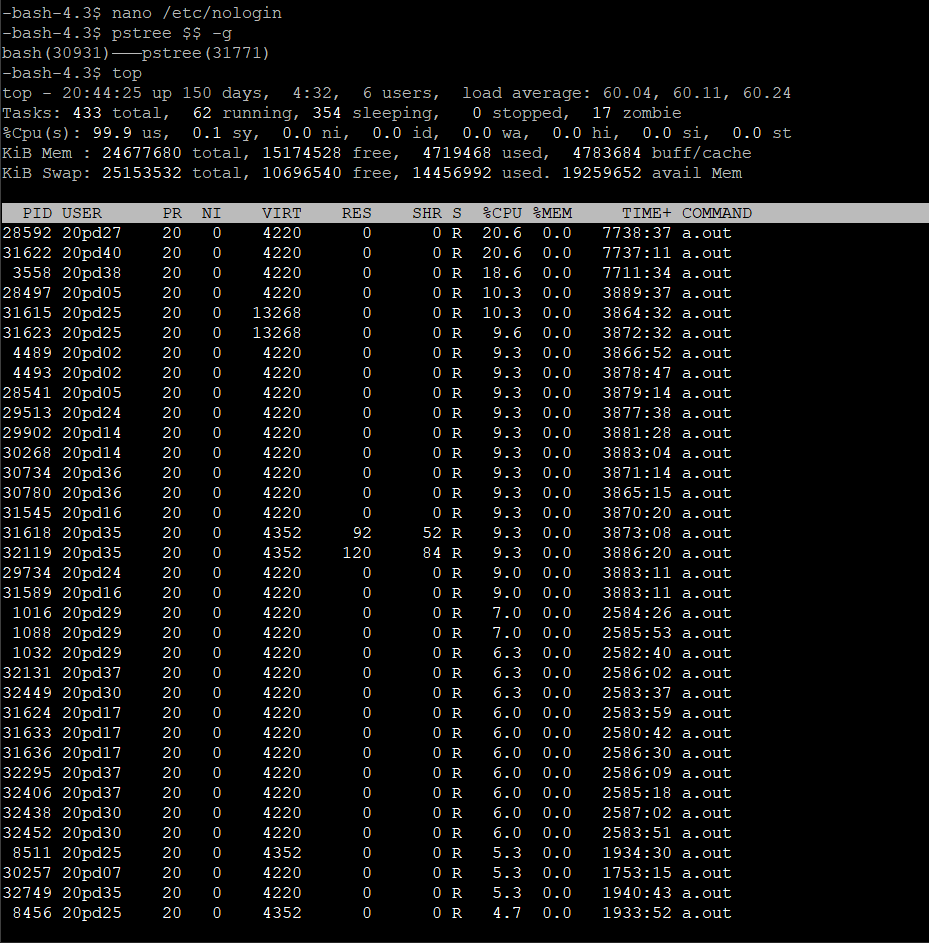 -bash-4.3$ nano /etc/nologin
-bash-4.3$ pstree $$ -g
bash(30931)───pstree(31771)
-bash-4.3$ top
top - 20:44:25 up 150 days,  4:32,  6 users,  load average: 60.04, 60.11, 60.24
Tasks: 433 total,  62 running, 354 sleeping,   0 stopped,  17 zombie
%Cpu(s): 99.9 us,  0.1 sy,  0.0 ni,  0.0 id,  0.0 wa,  0.0 hi,  0.0 si,  0.0 st
KiB Mem : 24677680 total, 15174528 free,  4719468 used,  4783684 buff/cache
KiB Swap: 25153532 total, 10696540 free, 14456992 used. 19259652 avail Mem
  PID USER      PR  NI    VIRT    RES    SHR S  %CPU %MEM     TIME+ COMMAND
28592 20pd27    20   0    4220      0      0 R  20.6  0.0   7738:37 a.out
31622 20pd40    20   0    4220      0      0 R  20.6  0.0   7737:11 a.out
 3558 20pd38    20   0    4220      0      0 R  18.6  0.0   7711:34 a.out
28497 20pd05    20   0    4220      0      0 R  10.3  0.0   3889:37 a.out
31615 20pd25    20   0   13268      0      0 R  10.3  0.0   3864:32 a.out
31623 20pd25    20   0   13268      0      0 R   9.6  0.0   3872:32 a.out
 4489 20pd02    20   0    4220      0      0 R   9.3  0.0   3866:52 a.out
 4493 20pd02    20   0    4220      0      0 R   9.3  0.0   3878:47 a.out
28541 20pd05    20   0    4220      0      0 R   9.3  0.0   3879:14 a.out
29513 20pd24    20   0    4220      0      0 R   9.3  0.0   3877:38 a.out
29902 20pd14    20   0    4220      0      0 R   9.3  0.0   3881:28 a.out
30268 20pd14    20   0    4220      0      0 R   9.3  0.0   3883:04 a.out
30734 20pd36    20   0    4220      0      0 R   9.3  0.0   3871:14 a.out
30780 20pd36    20   0    4220      0      0 R   9.3  0.0   3865:15 a.out
31545 20pd16    20   0    4220      0      0 R   9.3  0.0   3870:20 a.out
31618 20pd35    20   0    4352     92     52 R   9.3  0.0   3873:08 a.out
32119 20pd35    20   0    4352    120     84 R   9.3  0.0   3886:20 a.out
29734 20pd24    20   0    4220      0      0 R   9.0  0.0   3883:11 a.out
31589 20pd16    20   0    4220      0      0 R   9.0  0.0   3883:11 a.out
 1016 20pd29    20   0    4220      0      0 R   7.0  0.0   2584:26 a.out
 1088 20pd29    20   0    4220      0      0 R   7.0  0.0   2585:53 a.out
 1032 20pd29    20   0    4220      0      0 R   6.3  0.0   2582:40 a.out
32131 20pd37    20   0    4220      0      0 R   6.3  0.0   2586:02 a.out
32449 20pd30    20   0    4220      0      0 R   6.3  0.0   2583:37 a.out
31624 20pd17    20   0    4220      0      0 R   6.0  0.0   2583:59 a.out
31633 20pd17    20   0    4220      0      0 R   6.0  0.0   2580:42 a.out
31636 20pd17    20   0    4220      0      0 R   6.0  0.0   2586:30 a.out
32295 20pd37    20   0    4220      0      0 R   6.0  0.0   2586:09 a.out
32406 20pd37    20   0    4220      0      0 R   6.0  0.0   2585:18 a.out
32438 20pd30    20   0    4220      0      0 R   6.0  0.0   2587:02 a.out
32452 20pd30    20   0    4220      0      0 R   6.0  0.0   2583:51 a.out
 8511 20pd25    20   0    4352      0      0 R   5.3  0.0   1934:30 a.out
30257 20pd07    20   0    4220      0      0 R   5.3  0.0   1753:15 a.out
32749 20pd35    20   0    4220      0      0 R   5.3  0.0   1940:43 a.out
 8456 20pd25    20   0    4352      0      0 R   4.7  0.0   1933:52 a.out